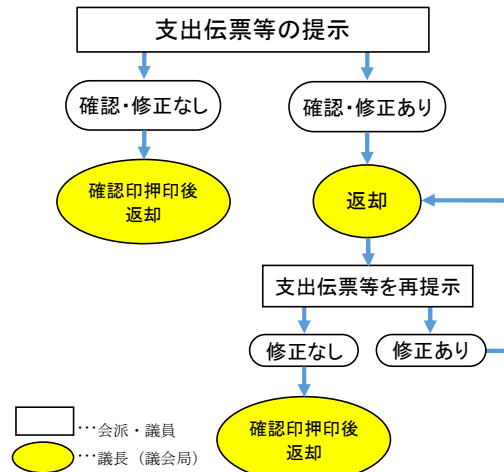 支出伝票等の提示
確認・修正なし
確認・修正あり
確認印押印後
返却
返却
支出伝票等を再提示
修正なし
修正あり
確認印押印後
返却
…会派・議員
…議長（議会局）